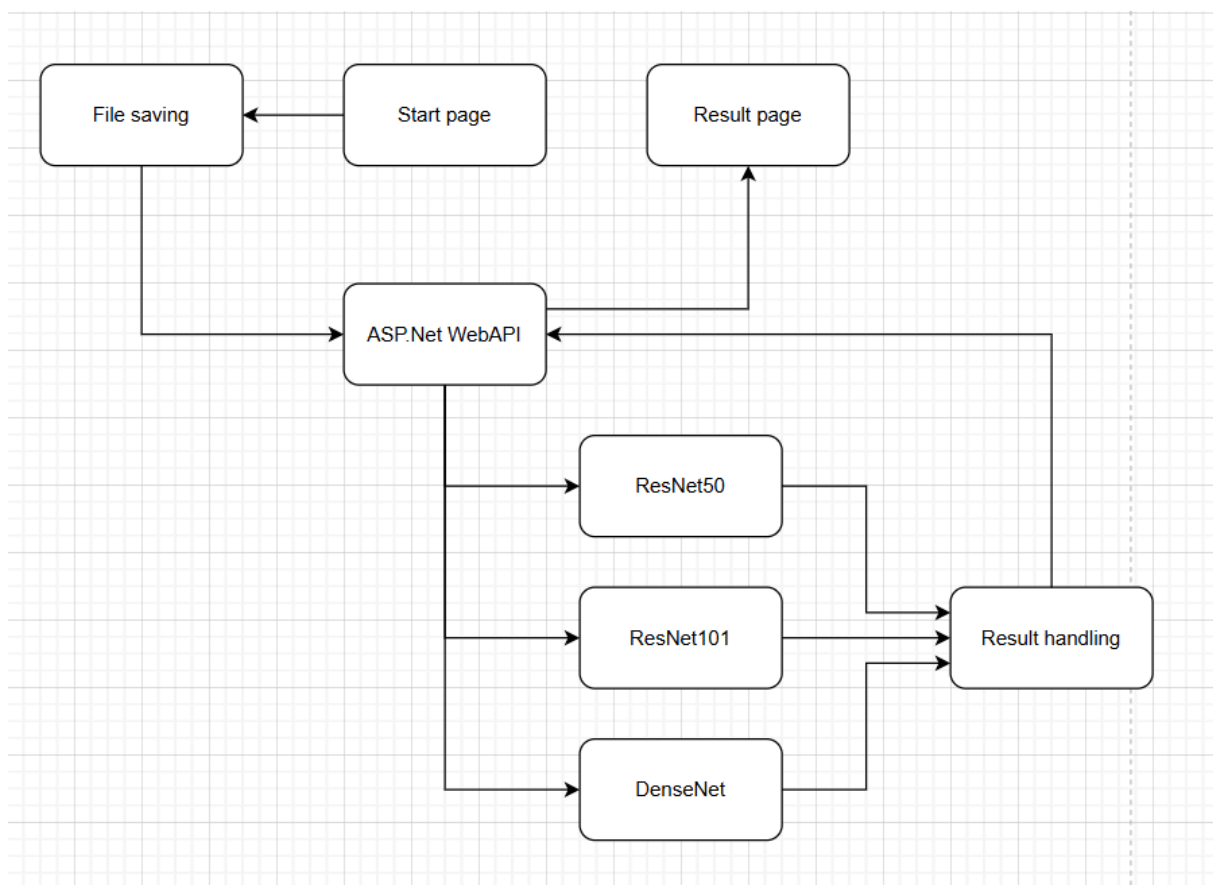 File saving
Start page
Result page
ASP.Net WebAPI
ResNet50
ResNet101
Result handling
DenseNet